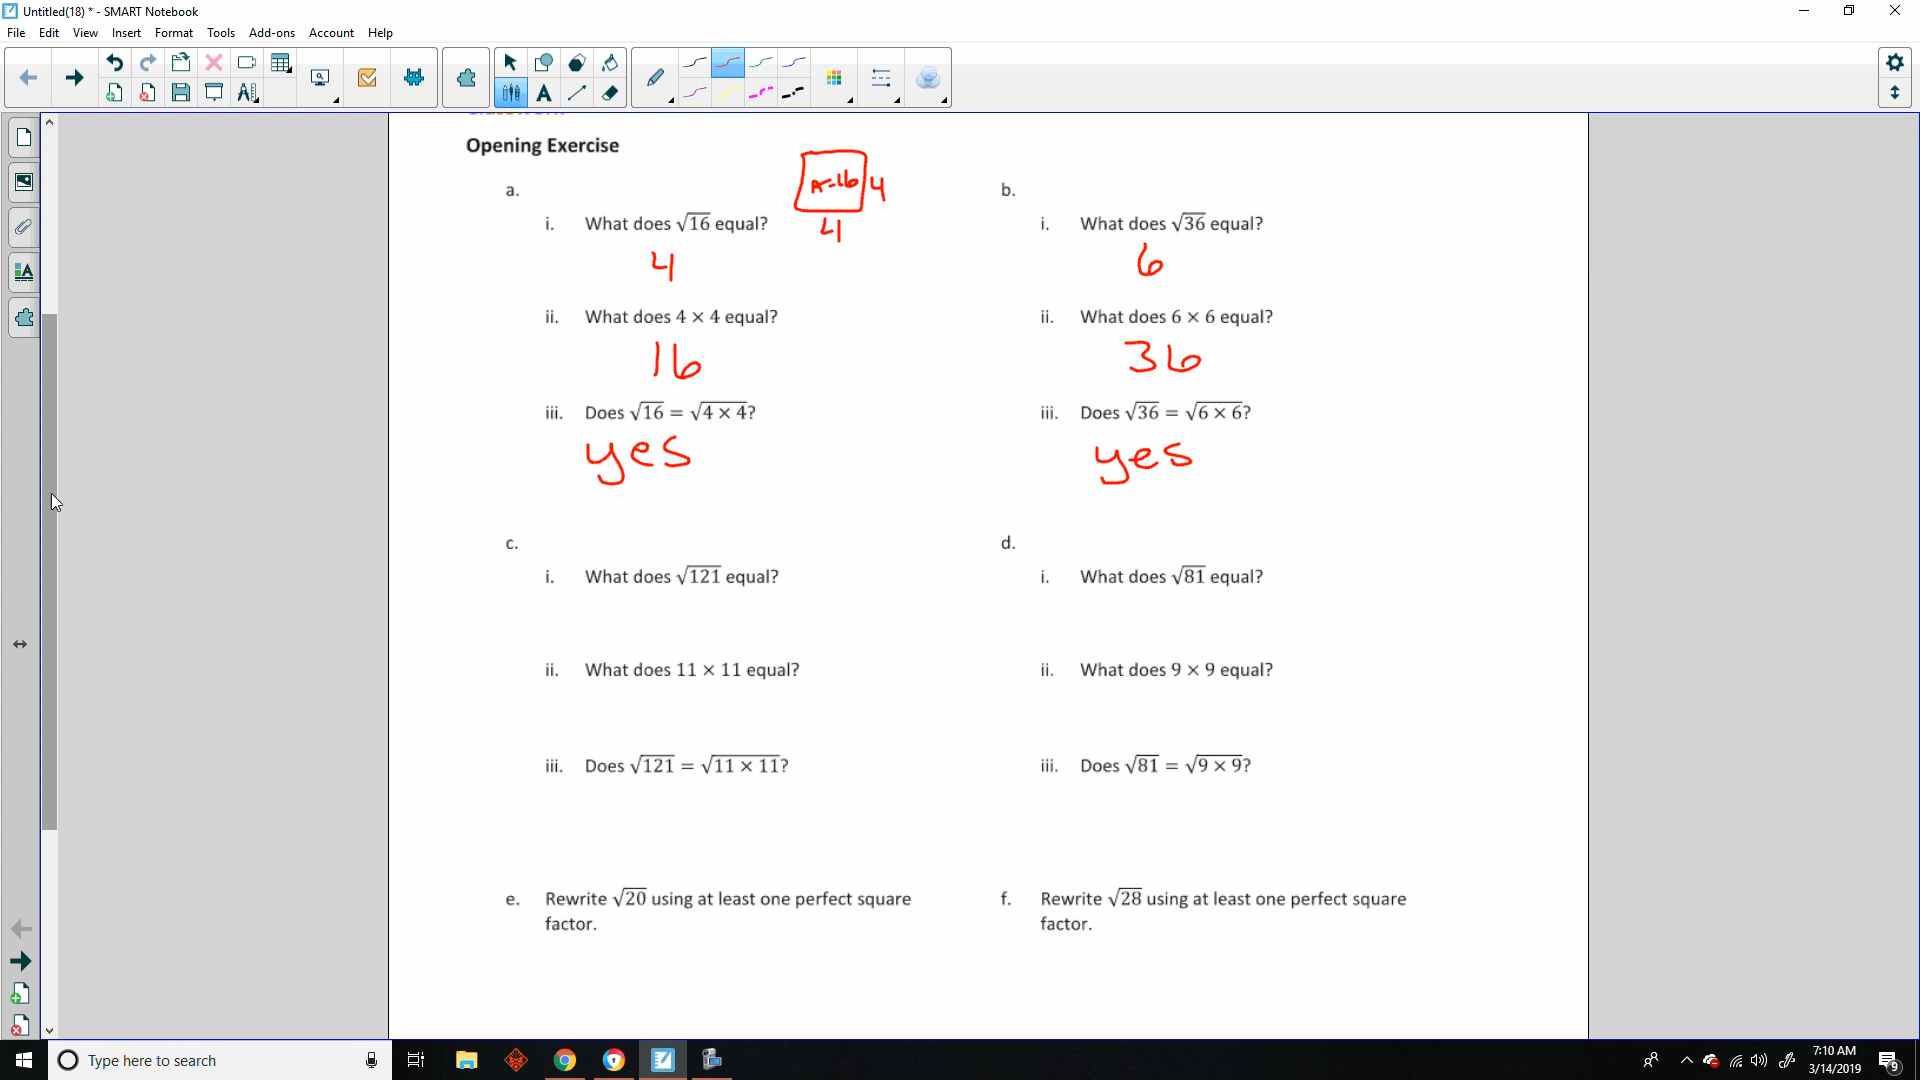 Untitled(18) * - SMART Notebook
File Edit View Insert Format Tools Add-ons Account Help
Opening Exercise
a.
A=16 4
4
i. What does √16 equal?
4
ii. What does 4 × 4 equal?
16
iii. Does √16 = √4 × 4?
yes
b.
i. What does √36 equal?
6
ii. What does 6 × 6 equal?
36
iii. Does √36 = √6 × 6?
yes
c.
i. What does √121 equal?
ii. What does 11 × 11 equal?
iii. Does √121 = √11 × 11?
d.
i. What does √81 equal?
ii. What does 9 × 9 equal?
iii. Does √81 = √9 × 9?
e. Rewrite √20 using at least one perfect square
factor.
f. Rewrite √28 using at least one perfect square
factor.
Type here to search
7:10 AM
3/14/2019
9